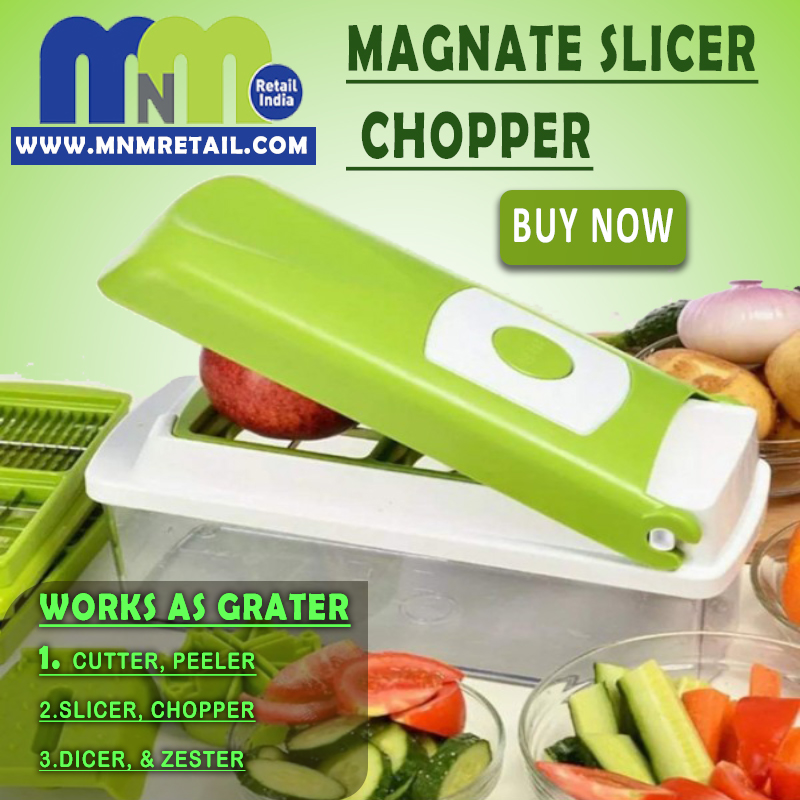 MNM
Retail
India
WWW.MNMRETAIL.COM
MAGNATE SLICER
CHOPPER
BUY NOW
WORKS AS GRATER
1. CUTTER, PEELER
2.SLICER, CHOPPER
3.DICER, & ZESTER